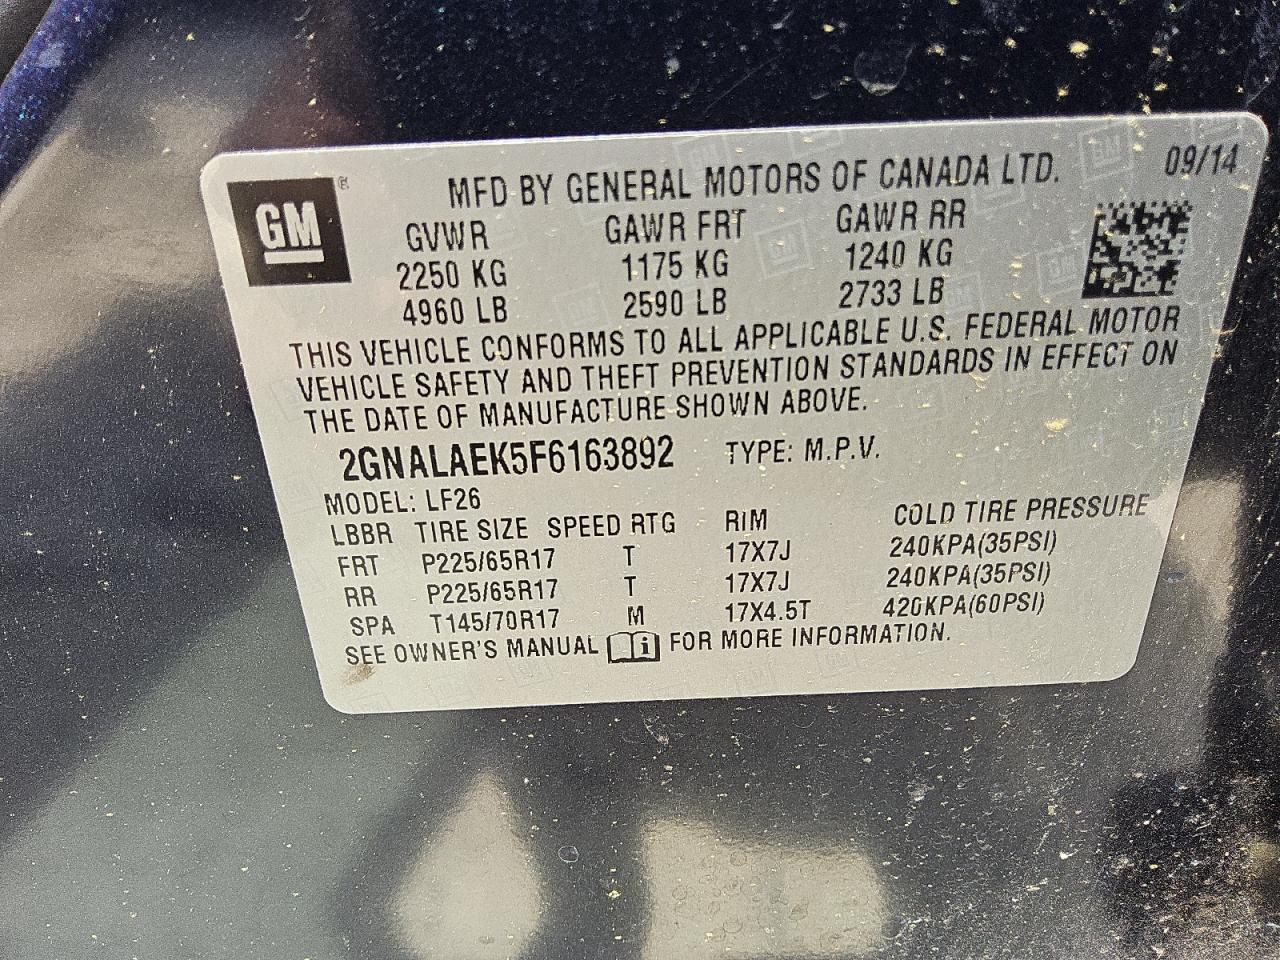 GM ®
MFD BY GENERAL MOTORS OF CANADA LTD. 09/14
GVWR GAWR FRT GAWR RR
2250 KG 1175 KG 1240 KG
4960 LB 2590 LB 2733 LB
THIS VEHICLE CONFORMS TO ALL APPLICABLE U.S. FEDERAL MOTOR
VEHICLE SAFETY AND THEFT PREVENTION STANDARDS IN EFFECT ON
THE DATE OF MANUFACTURE SHOWN ABOVE.
2GNALAEK5F6163892 TYPE: M.P.V.
MODEL: LF26
LBBR TIRE SIZE SPEED RTG RIM COLD TIRE PRESSURE
FRT P225/65R17 T 17X7J 240KPA(35PSI)
RR P225/65R17 T 17X7J 240KPA(35PSI)
SPA T145/70R17 M 17X4.5T 420KPA(60PSI)
SEE OWNER'S MANUAL i FOR MORE INFORMATION.